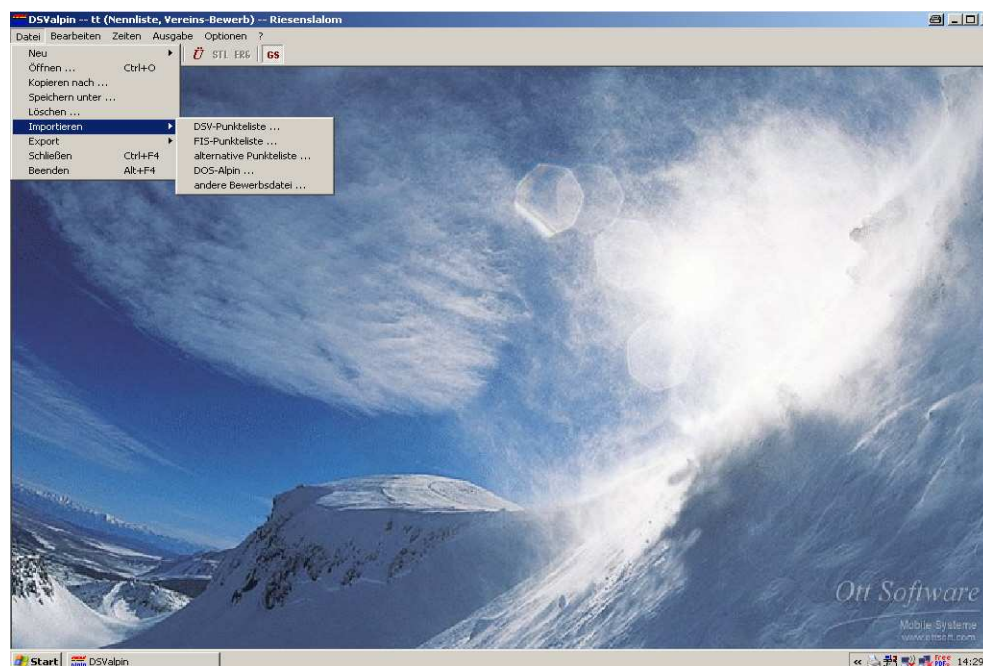 DSValpin -- tt (Nennliste, Vereins-Bewerb) -- Riesenslalom
Datei Bearbeiten Zeiten Ausgabe Optionen ?
Ü STL ERG GS
Neu
Öffnen ... Ctrl+O
Kopieren nach ...
Speichern unter ...
Löschen ...
Importieren
Export
Schließen Ctrl+F4
Beenden Alt+F4
DSV-Punkteliste ...
FIS-Punkteliste ...
alternative Punkteliste ...
DOS-Alpin ...
andere Bewerbsdatei ...
Ott Software
Mobile Systeme
www.ottsoft.com
Start DSValpin « Free PDF 14:29